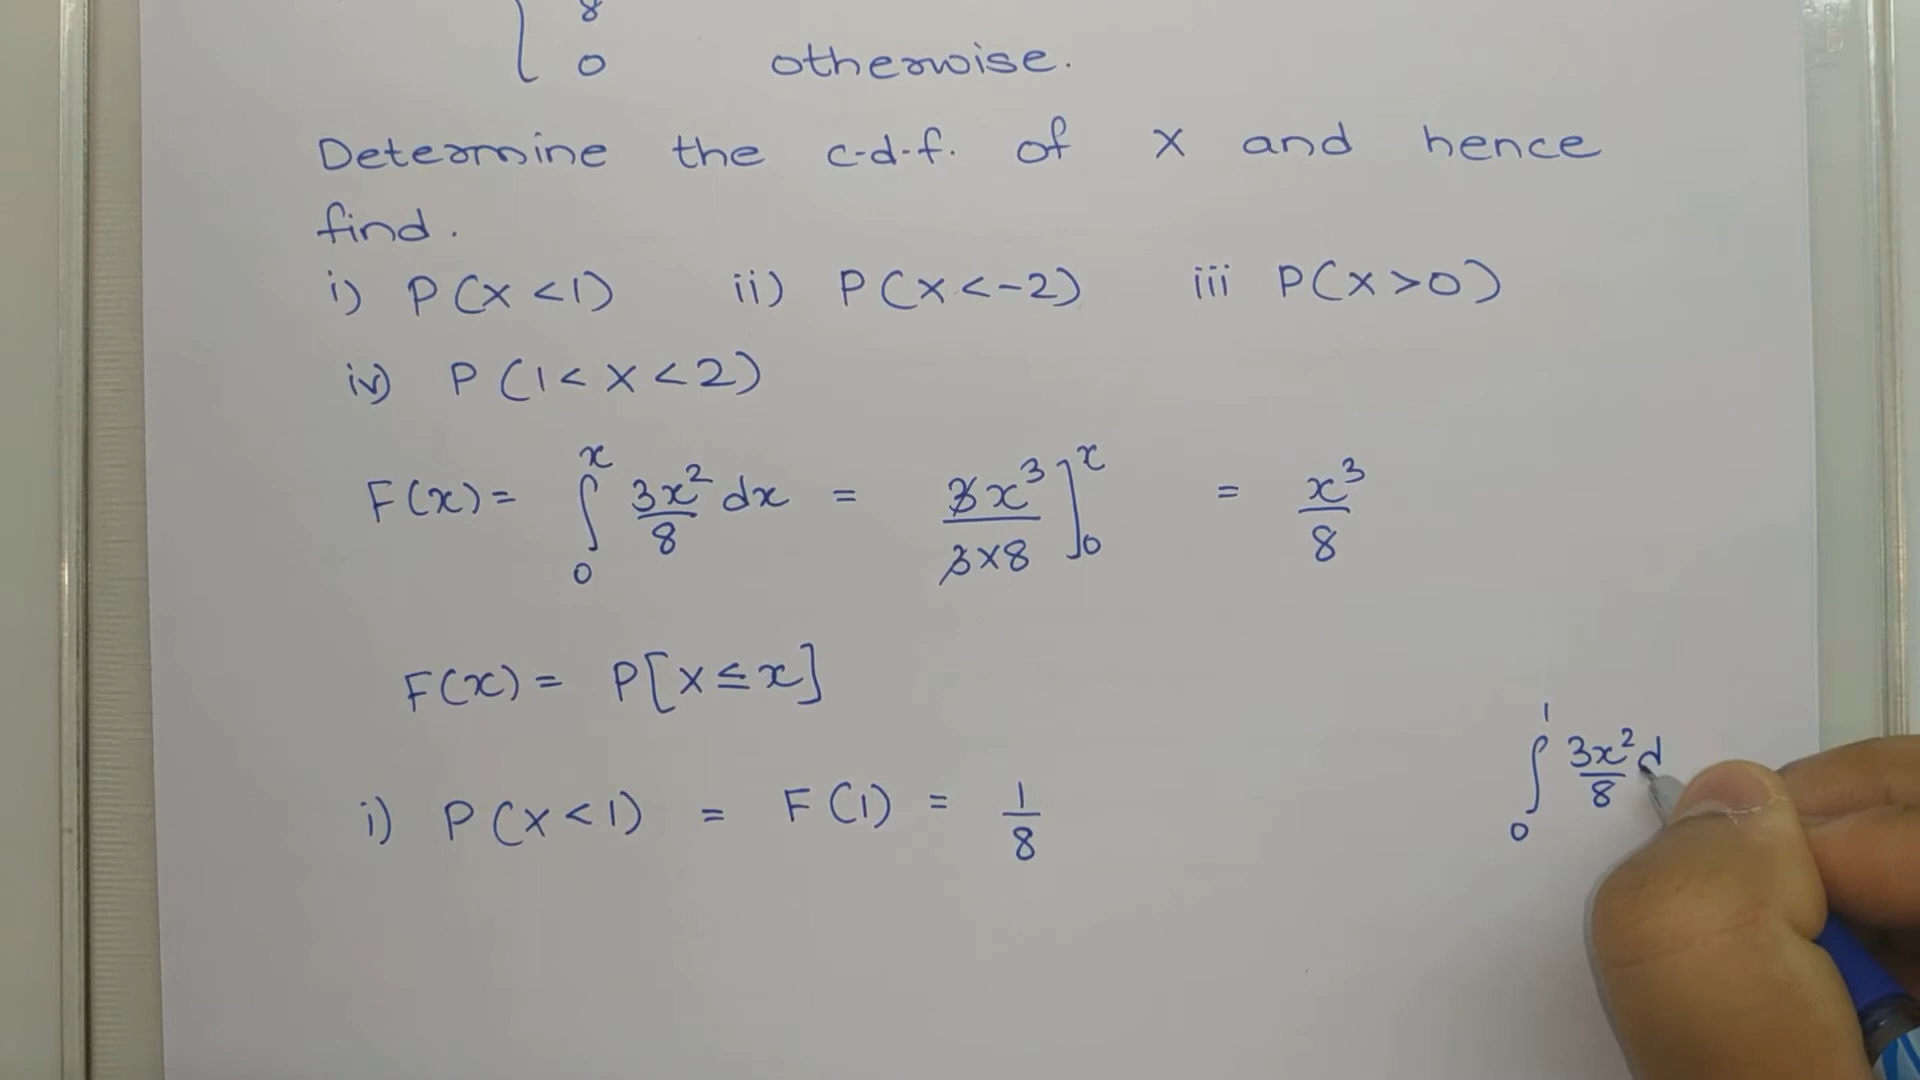 8
0 otherwise.
Determine the c.d.f. of X and hence
find.
i) P(X<1) ii) P(X<-2) iii P(X>0)
iv) P(1<X<2)
F(x) = ∫₀ˣ 3x²/8 dx = 3x³/3×8]₀ˣ = x³/8
F(x) = P[X≤x]
i) P(X<1) = F(1) = 1/8
∫₀¹ 3x²/8 d